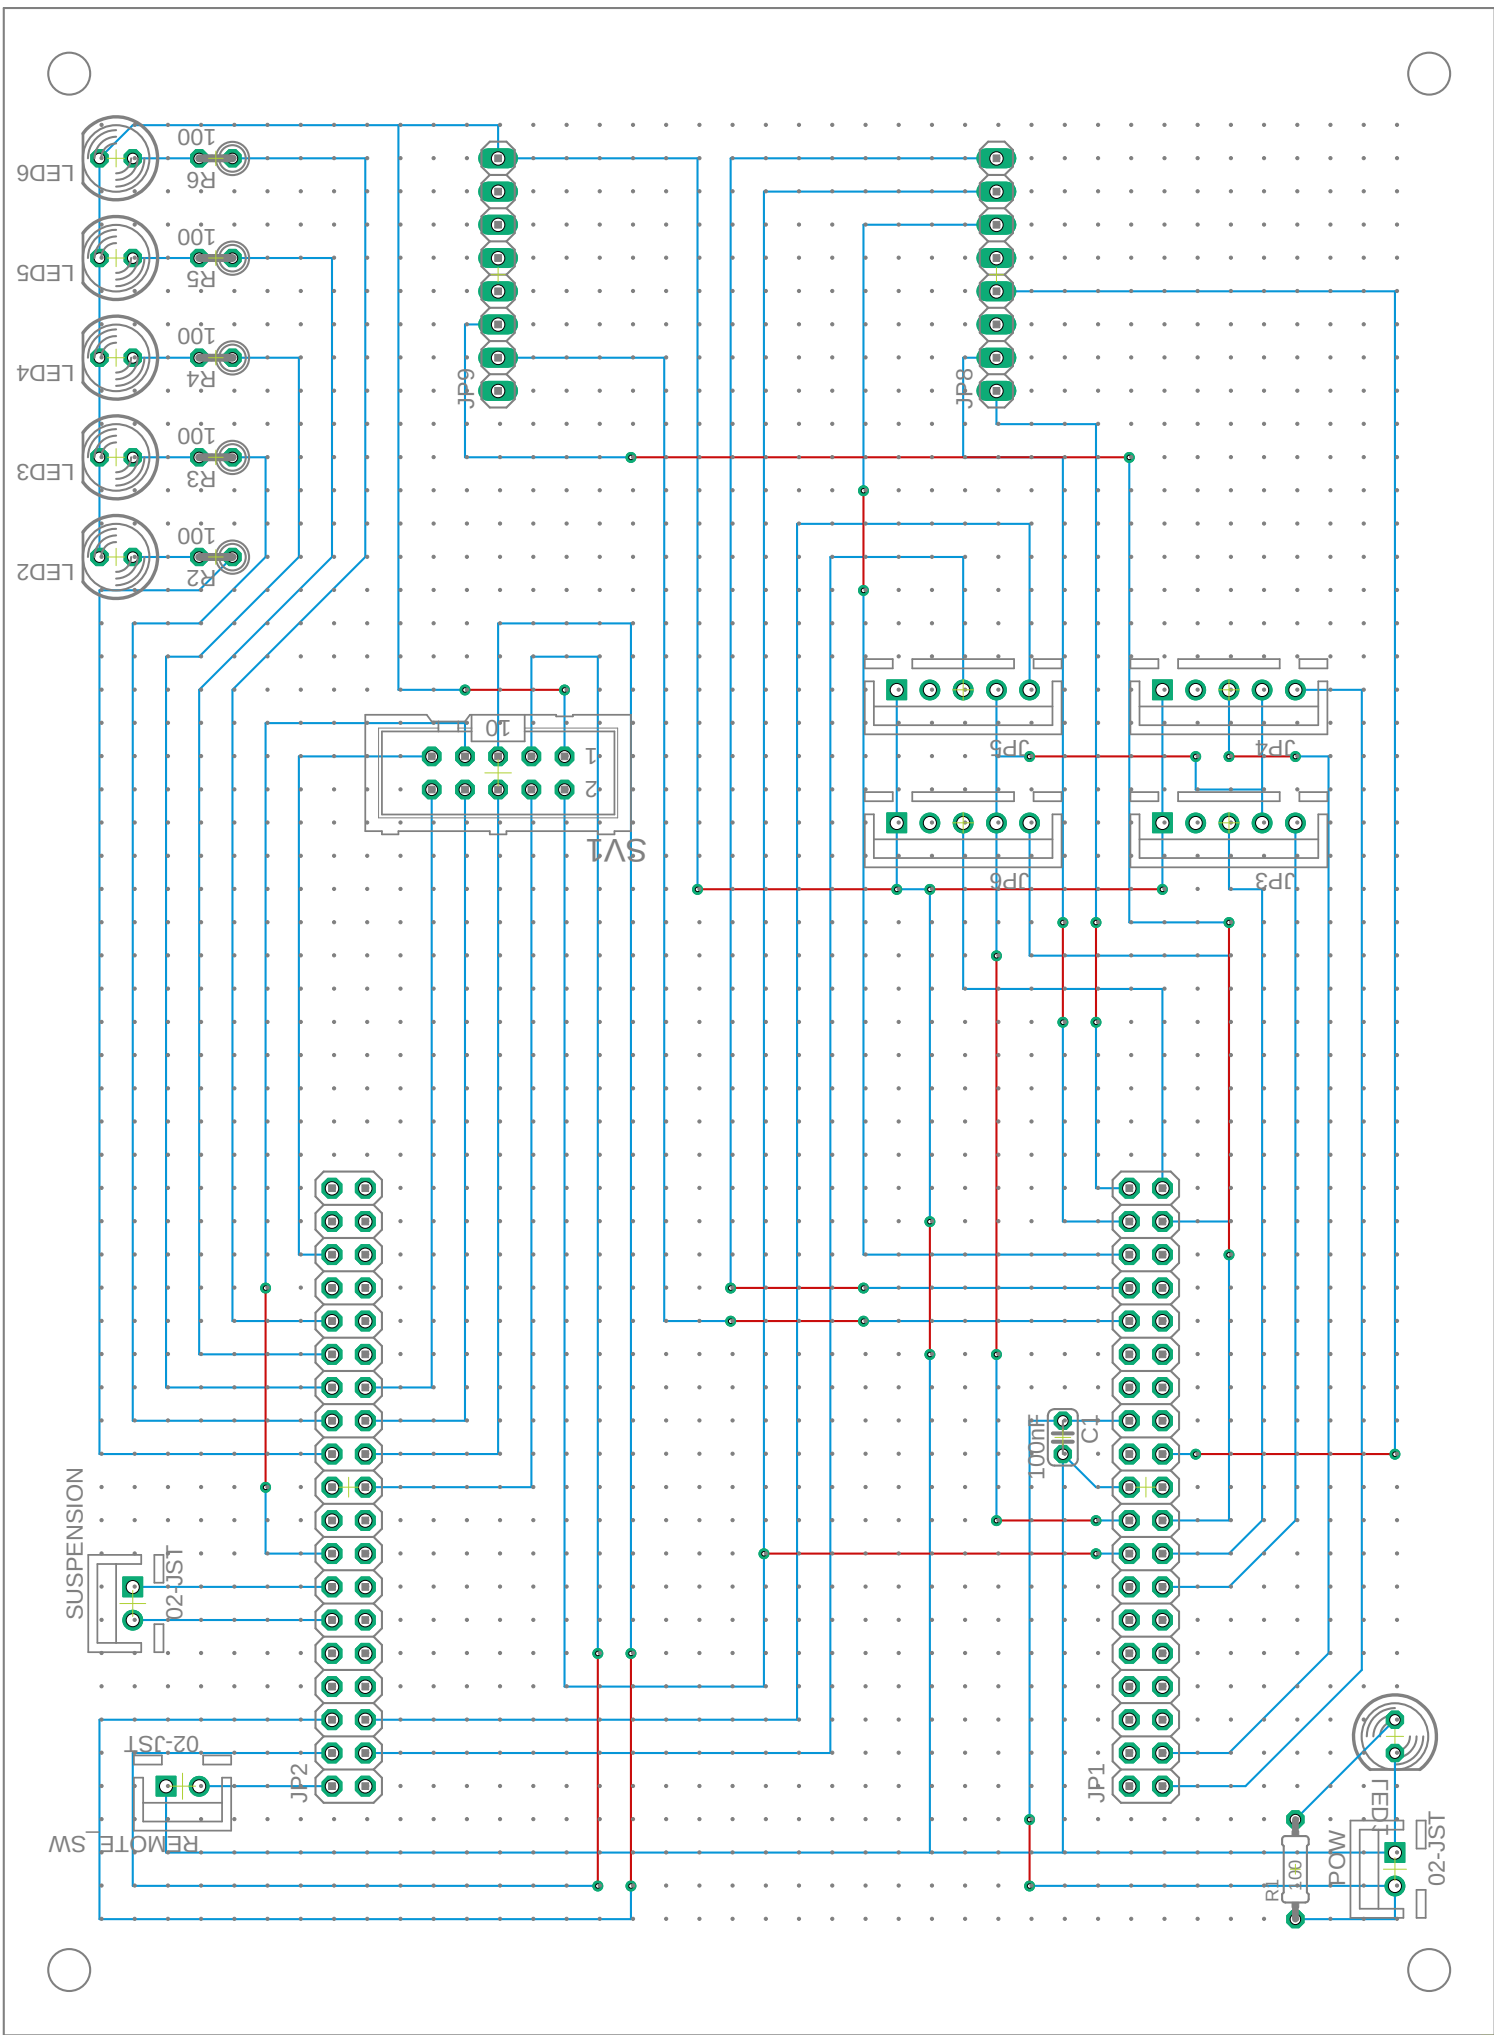 100
LED6
R6
100
LED5
R5
100
LED4
R4
100
LED3
R3
100
LED2
R2
JP9
JP8
10
1
2
SV1
JP5
JP4
JP6
JP3
100nF
C1
SUSPENSION
02-JST
02-JST
REMOTE_SW
JP2
JP1
LED1
R1
100
POW
02-JST